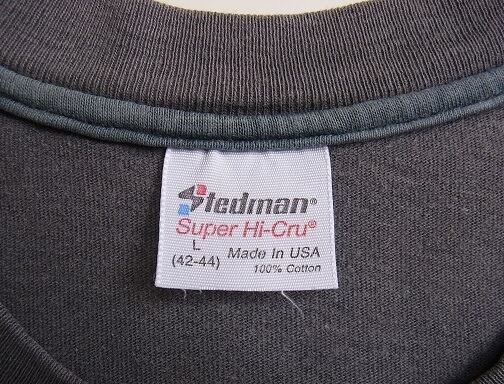 Stedman®
Super Hi-Cru®
L
(42-44)
Made In USA
100% Cotton